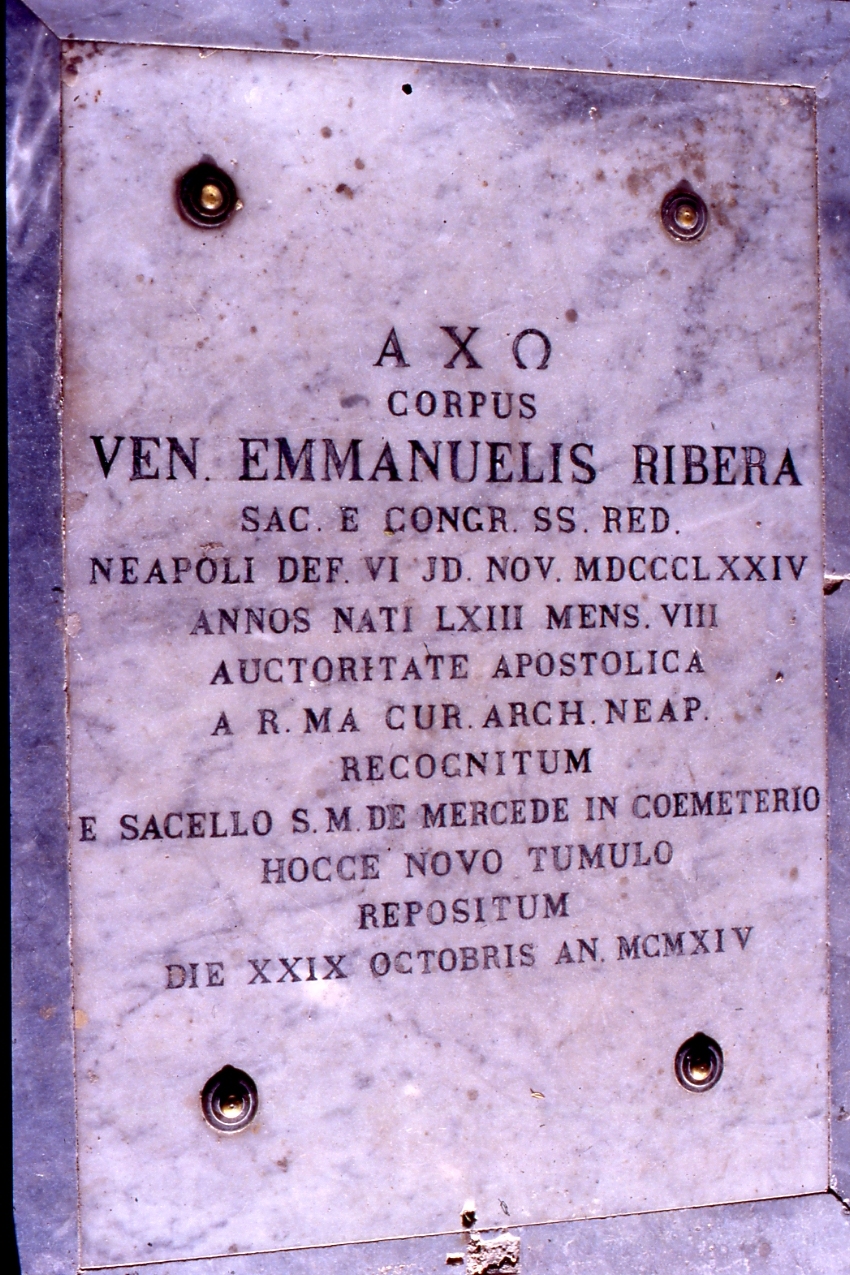 Α Χ Ω
CORPUS
VEN. EMMANUELIS RIBERA
SAC. E CONGR. SS. RED.
NEAPOLI DEF. VI JD. NOV. MDCCCLXXIV
ANNOS NATI LXIII MENS. VIII
AUCTORITATE APOSTOLICA
A R. MA CUR. ARCH. NEAP.
RECOGNITUM
E SACELLO S. M. DE MERCEDE IN COEMETERIO
HOCCE NOVO TUMULO
REPOSITUM
DIE XXIX OCTOBRIS AN. MCMXIV